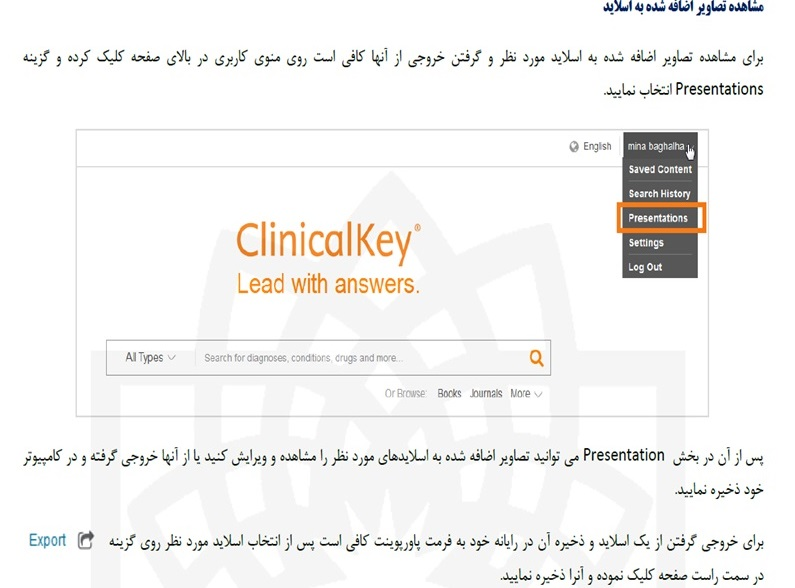 مشاهده تصاویر اضافه شده به اسلاید
برای مشاهده تصاویر اضافه شده به اسلاید مورد نظر و گرفتن خروجی از آنها کافی است روی منوی کاربری در بالای صفحه کلیک کرده و گزینه
Presentations انتخاب نمایید.
English
mina baghalha
Saved Content
Search History
Presentations
Settings
Log Out
ClinicalKey®
Lead with answers.
All Types
Search for diagnoses, conditions, drugs and more...
Or Browse: Books Journals More
پس از آن در بخش Presentation می توانید تصاویر اضافه شده به اسلایدهای مورد نظر را مشاهده و ویرایش کنید یا از آنها خروجی گرفته و در کامپیوتر
خود ذخیره نمایید.
برای خروجی گرفتن از یک اسلاید و ذخیره آن در رایانه خود به فرمت پاورپوینت کافی است پس از انتخاب اسلاید مورد نظر روی گزینه Export
در سمت راست صفحه کلیک نموده و آنرا ذخیره نمایید.